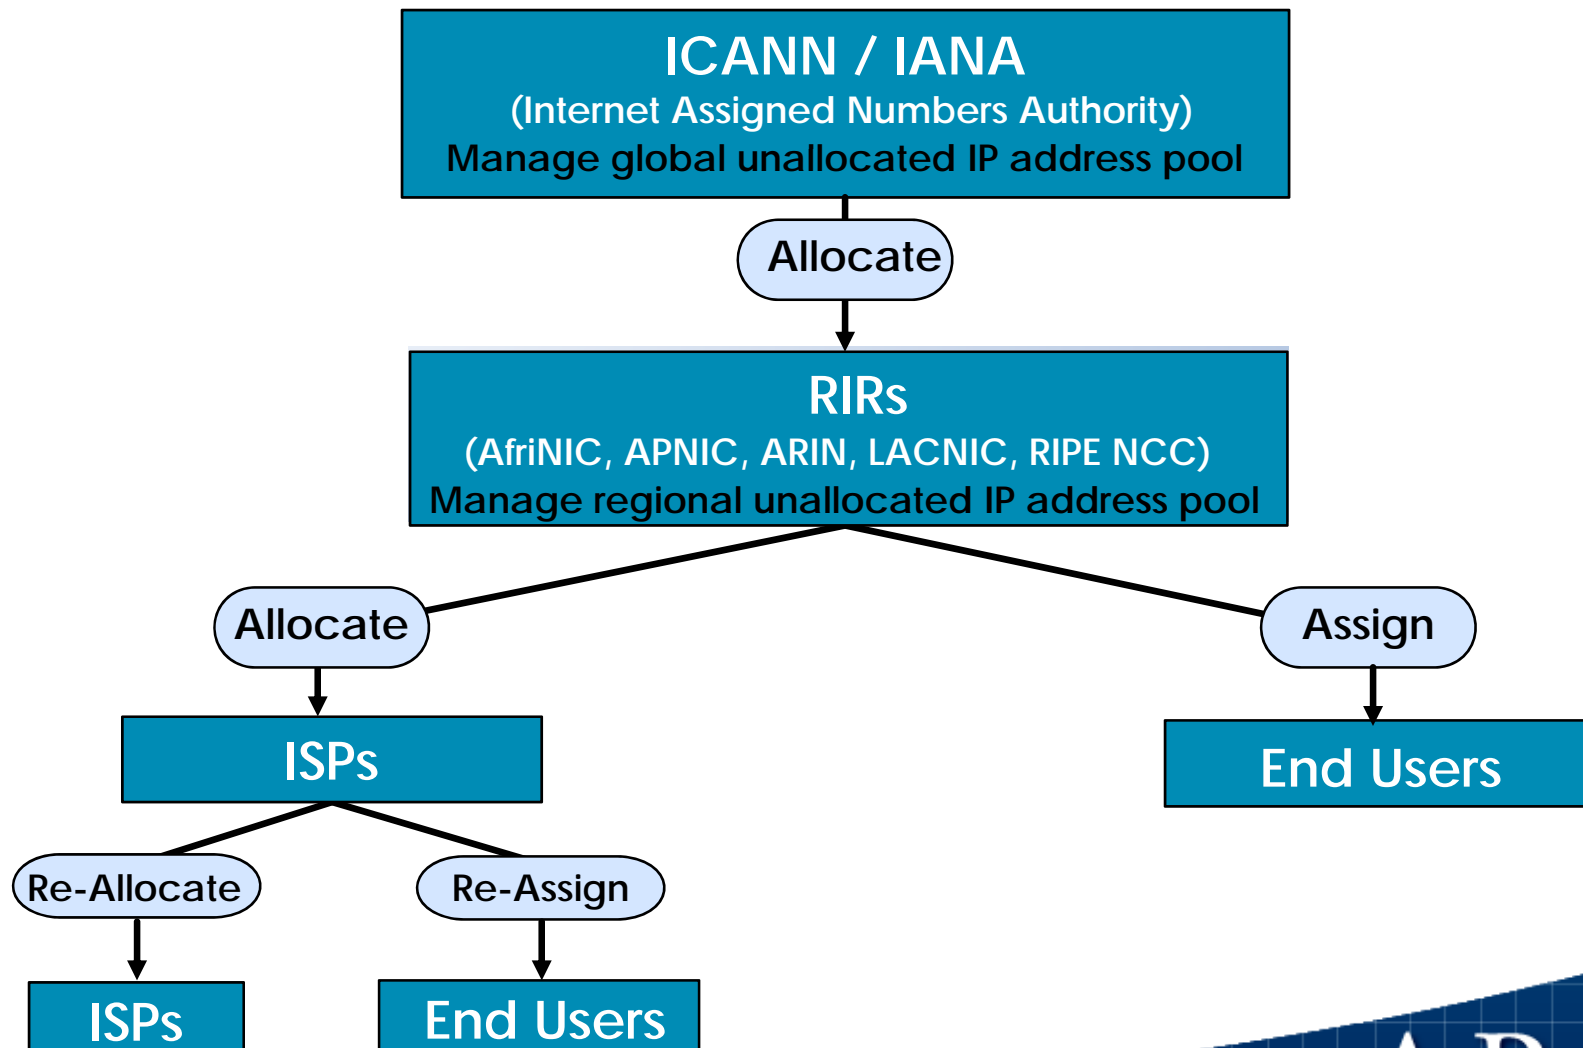 ICANN / IANA
(Internet Assigned Numbers Authority)
Manage global unallocated IP address pool
Allocate
RIRs
(AfriNIC, APNIC, ARIN, LACNIC, RIPE NCC)
Manage regional unallocated IP address pool
Allocate
Assign
ISPs
End Users
Re-Allocate
Re-Assign
ISPs
End Users